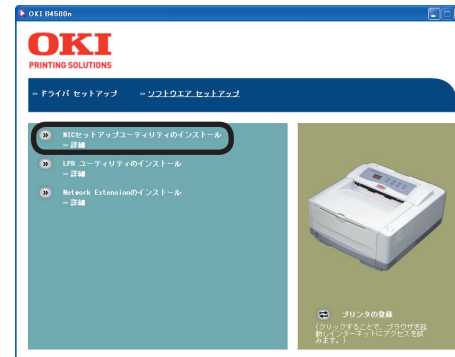 OKI B4500n
OKI
PRINTING SOLUTIONS
» ドライバ セットアップ » ソフトウエア セットアップ
» NICセットアップユーティリティのインストール
» 詳細
» LPR ユーティリティのインストール
» 詳細
» Network Extensionのインストール
» 詳細
プリンタの登録
(クリックすることで、ブラウザを起
動しインターネットにアクセスを試
みます。)